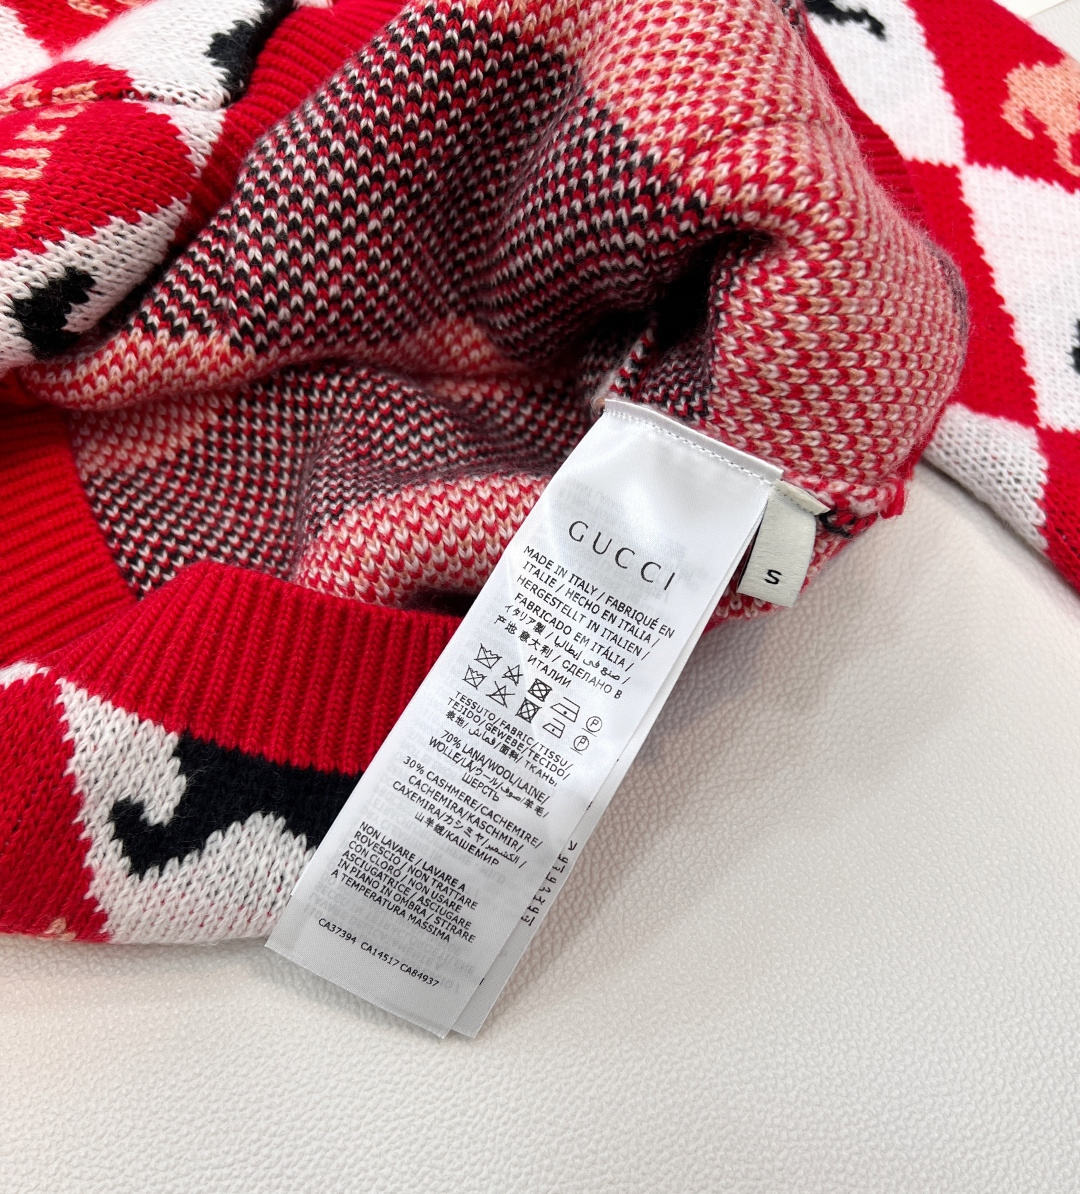 GUCCI
MADE IN ITALY / FABRIQUÉ EN
ITALIE / HECHO EN ITALIA /
HERGESTELLT IN ITALIEN /
FABRICADO EM ITÁLIA /
イタリア製 / صنع في إيطاليا /
产地 意大利 / СДЕЛАНО В
ИТАЛИИ
P
P
TESSUTO/FABRIC/TISSU/
TEJIDO/GEWEBE/TECIDO/
表地/قماش/面料/ ТКАНЬ
70% LANA/WOOL/LAINE/
WOLLE/LÃ/ウール/صوف/羊毛/
ШЕРСТЬ
30% CASHMERE/CACHEMIRE/
CACHEMIRA/KASCHMIR/
CAXEMIRA/カシミヤ/الكشمير/
山羊绒/КАШЕМИР
NON LAVARE / LAVARE A
ROVESCIO / NON TRATTARE
CON CLORO / NON USARE
ASCIUGATRICE / ASCIUGARE
IN PIANO IN OMBRA / STIRARE
A TEMPERATURA MASSIMA
CA37394 CA14517 CA84937
S